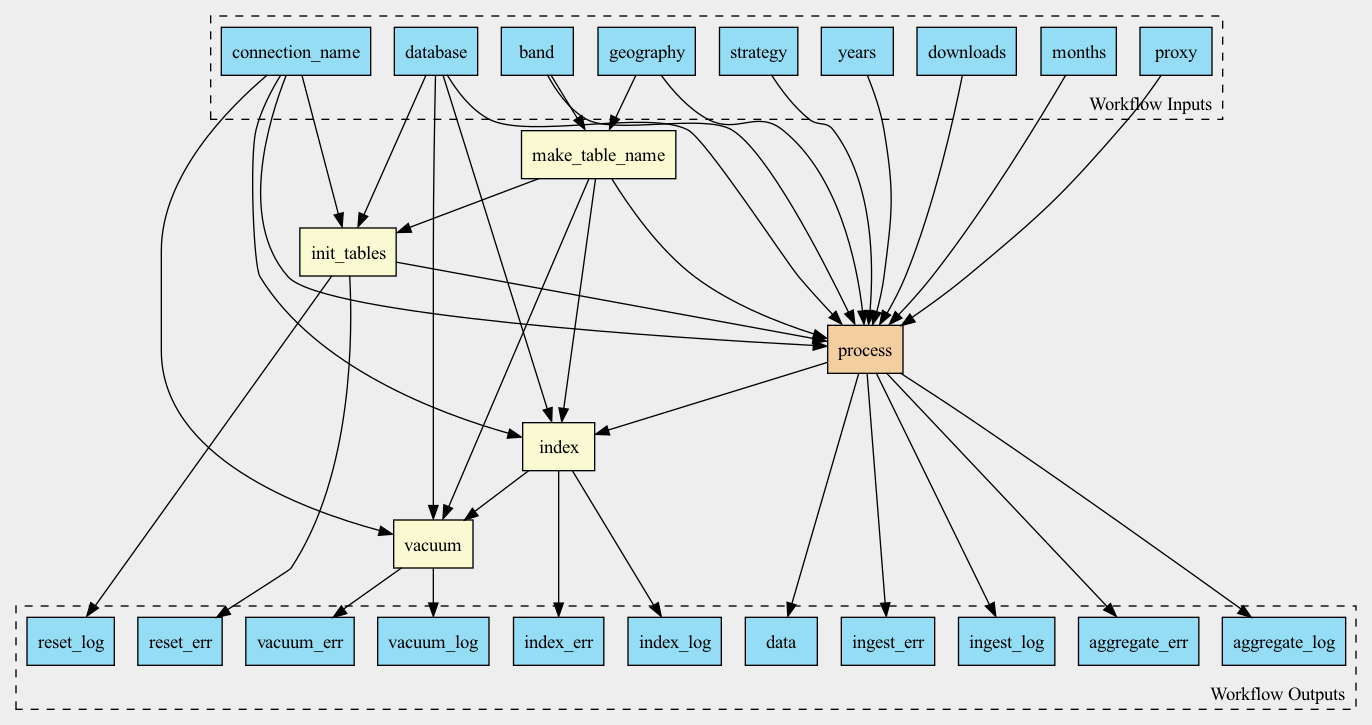 connection_name
database
band
geography
strategy
years
downloads
months
proxy
Workflow Inputs
make_table_name
init_tables
process
index
vacuum
reset_log
reset_err
vacuum_err
vacuum_log
index_err
index_log
data
ingest_err
ingest_log
aggregate_err
aggregate_log
Workflow Outputs